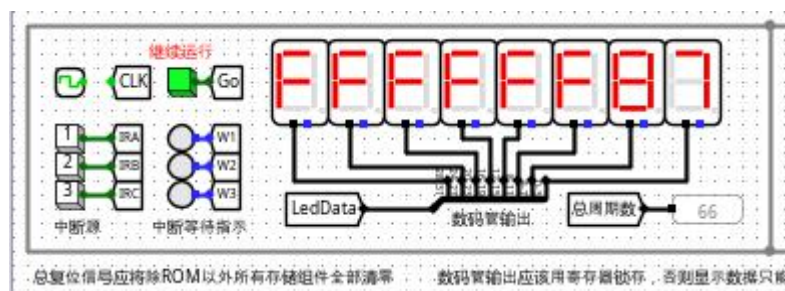 继续运行
CLK Go
FFFFFF87
1 IRA W1
2 IRB W2
3 IRC W3
LedData 总周期数 66
中断源 中断等待指示 数码管输出
总复位信号应将除ROM以外所有存储组件全部清零 数码管输出应该用寄存器锁存，否则显示数据只能